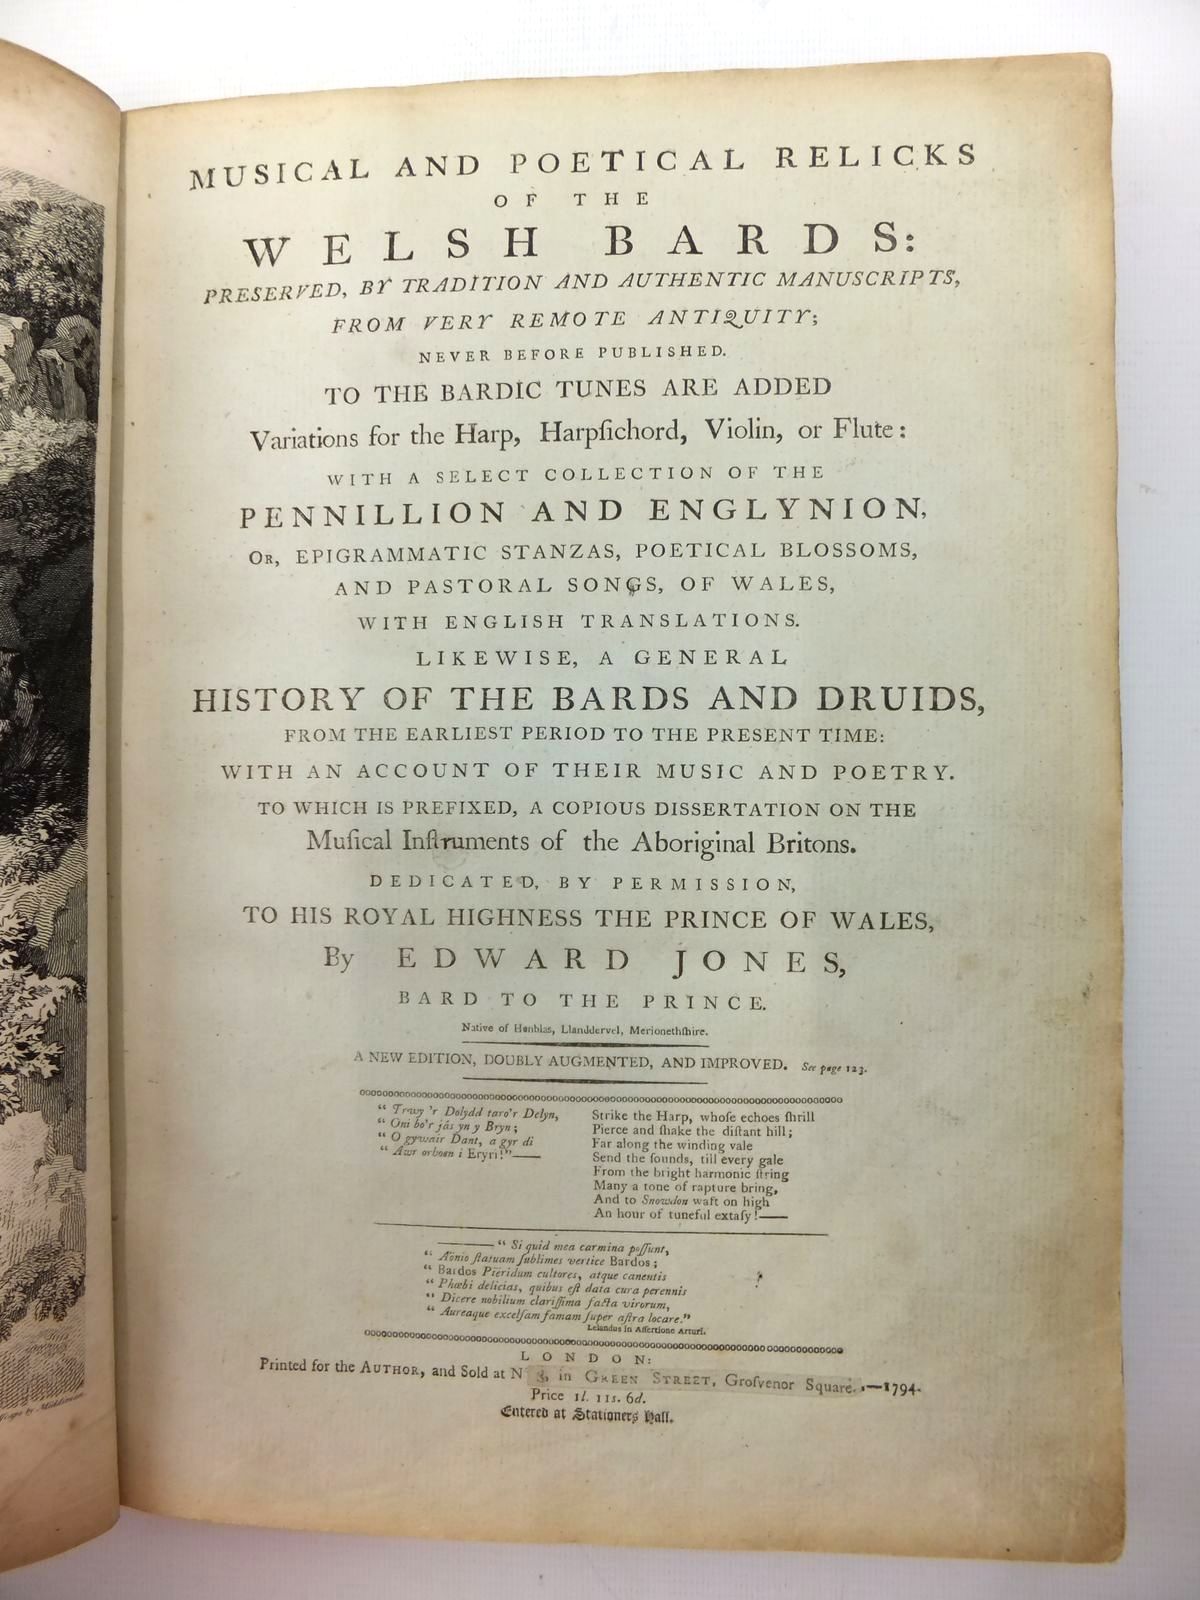 MUSICAL AND POETICAL RELICKS
OF THE
WELSH BARDS:
PRESERVED, BY TRADITION AND AUTHENTIC MANUSCRIPTS,
FROM VERY REMOTE ANTIQUITY;
NEVER BEFORE PUBLISHED.
TO THE BARDIC TUNES ARE ADDED
Variations for the Harp, Harpſichord, Violin, or Flute:
WITH A SELECT COLLECTION OF THE
PENNILLION AND ENGLYNION,
OR, EPIGRAMMATIC STANZAS, POETICAL BLOSSOMS,
AND PASTORAL SONGS, OF WALES,
WITH ENGLISH TRANSLATIONS.
LIKEWISE, A GENERAL
HISTORY OF THE BARDS AND DRUIDS,
FROM THE EARLIEST PERIOD TO THE PRESENT TIME:
WITH AN ACCOUNT OF THEIR MUSIC AND POETRY.
TO WHICH IS PREFIXED, A COPIOUS DISSERTATION ON THE
Muſical Inſtruments of the Aboriginal Britons.
DEDICATED, BY PERMISSION,
TO HIS ROYAL HIGHNESS THE PRINCE OF WALES,
By EDWARD JONES,
BARD TO THE PRINCE.
Native of Henblas, Llanddervel, Merionethſhire.
A NEW EDITION, DOUBLY AUGMENTED, AND IMPROVED. See page 123.
“ Trwy 'r Dolydd taro'r Delyn,
“ Oni bo'r jâs yn y Bryn;
“ O gywair Dant, a gyr di
“ Awr orhoen i Eryri!”——
Strike the Harp, whoſe echoes ſhrill
Pierce and ſhake the diſtant hill;
Far along the winding vale
Send the ſounds, till every gale
From the bright harmonic ſtring
Many a tone of rapture bring,
And to Snowdon waft on high
An hour of tuneful extaſy!——
——“ Si quid mea carmina poſſunt,
“ Aönio ſtatuam ſublimes vertice Bardos;
“ Bardos Pieridum cultores, atque canentis
“ Phœbi delicias, quibus eſt data cura perennis
“ Dicere nobilium clariſſima facta virorum,
“ Aureaque excelſam famam ſuper aſtra locare.”
Lelandus in Aſſertione Arturi.
LONDON:
Printed for the AUTHOR, and Sold at N 3, in GREEN STREET, Groſvenor Square.—1794.
Price 1l. 11s. 6d.
Entered at Stationers Hall.